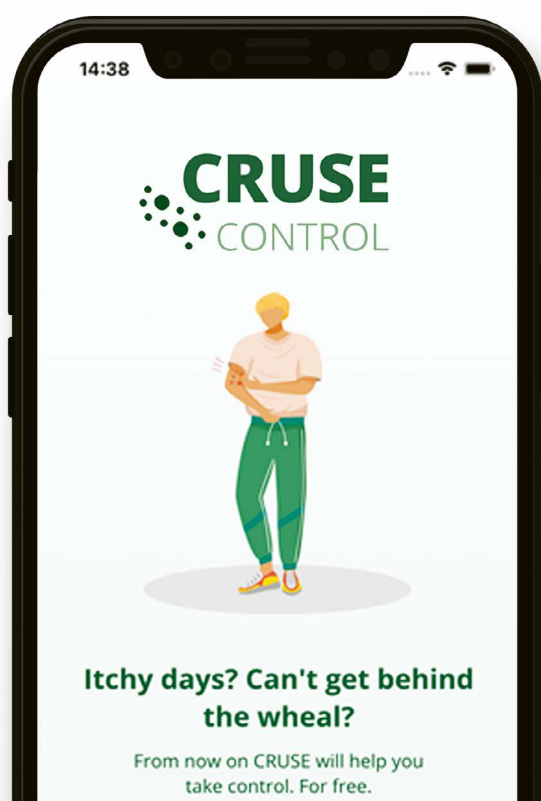 14:38
CRUSE
CONTROL
Itchy days? Can't get behind
the wheal?
From now on CRUSE will help you
take control. For free.